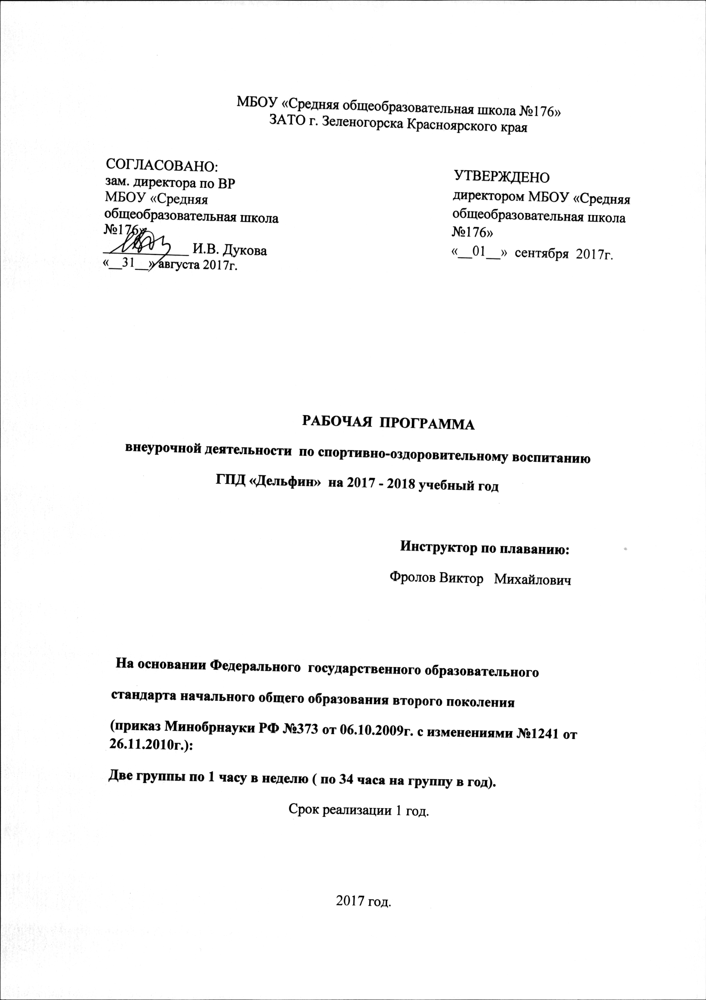 МБОУ «Средняя общеобразовательная школа №176»
ЗАТО г. Зеленогорска Красноярского края
СОГЛАСОВАНО:
зам. директора по ВР
МБОУ «Средняя
общеобразовательная школа
№176»
____________ И.В. Дукова
«__31__» августа 2017г.
УТВЕРЖДЕНО
директором МБОУ «Средняя
общеобразовательная школа
№176»
«__01__» сентября 2017г.
РАБОЧАЯ ПРОГРАММА
внеурочной деятельности по спортивно-оздоровительному воспитанию
ГПД «Дельфин» на 2017 - 2018 учебный год
Инструктор по плаванию:
Фролов Виктор Михайлович
На основании Федерального государственного образовательного
стандарта начального общего образования второго поколения
(приказ Минобрнауки РФ №373 от 06.10.2009г. с изменениями №1241 от
26.11.2010г.):
Две группы по 1 часу в неделю ( по 34 часа на группу в год).
Срок реализации 1 год.
2017 год.